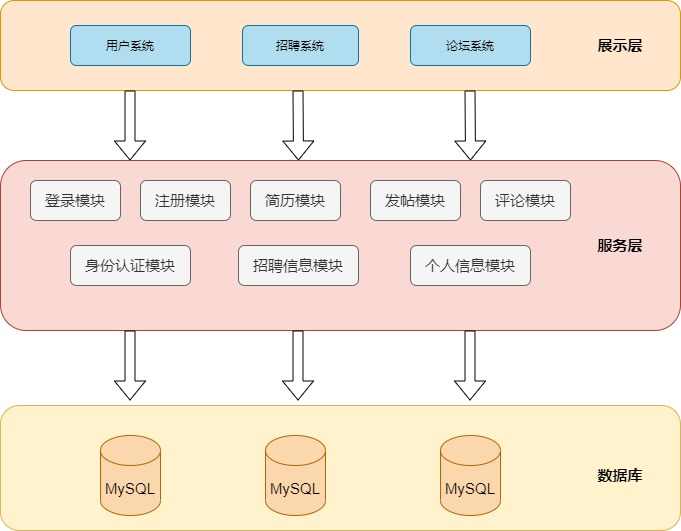 用户系统
招聘系统
论坛系统
展示层
登录模块
注册模块
简历模块
发帖模块
评论模块
服务层
身份认证模块
招聘信息模块
个人信息模块
MySQL
MySQL
MySQL
数据库